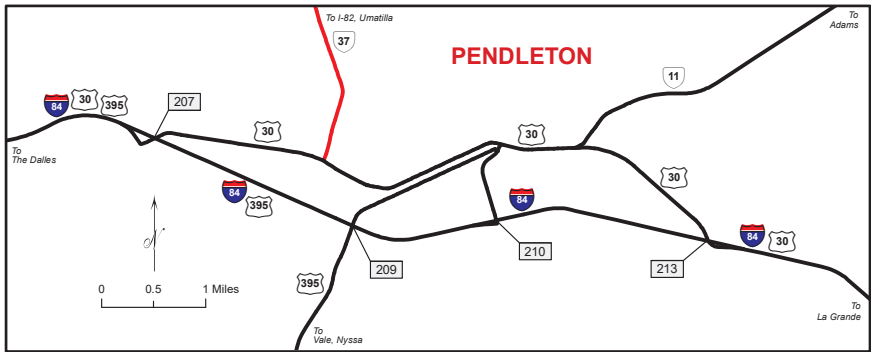 To I-82, Umatilla
To
Adams
37
PENDLETON
11
84
30
395
207
30
30
To
The Dalles
84
395
30
84
N
210
84
30
209
213
0 0.5 1 Miles
395
To
La Grande
To
Vale, Nyssa